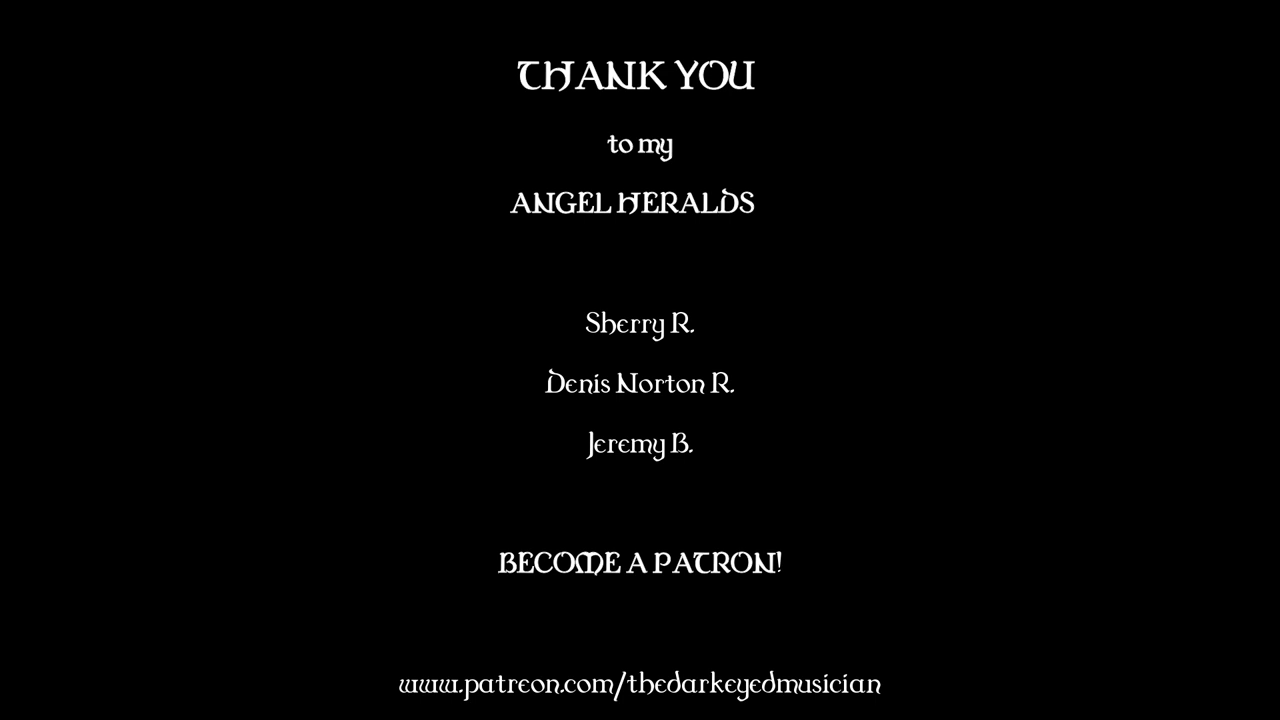 THANK YOU
to my
ANGEL HERALDS
Sherry R.
Denis Norton R.
Jeremy B.
BECOME A PATRON!
www.patreon.com/thedarkeyedmusician